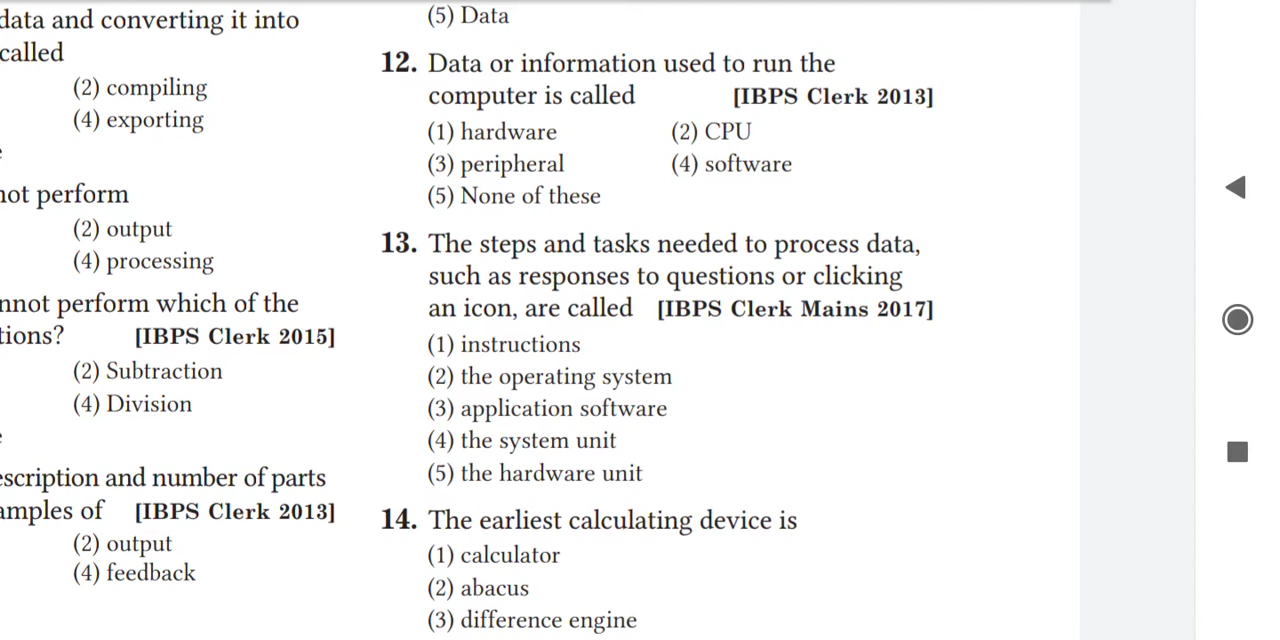 data and converting it into
called
(2) compiling
(4) exporting
not perform
(2) output
(4) processing
nnot perform which of the
tions? [IBPS Clerk 2015]
(2) Subtraction
(4) Division
escription and number of parts
amples of [IBPS Clerk 2013]
(2) output
(4) feedback
(5) Data
12. Data or information used to run the
computer is called [IBPS Clerk 2013]
(1) hardware (2) CPU
(3) peripheral (4) software
(5) None of these
13. The steps and tasks needed to process data,
such as responses to questions or clicking
an icon, are called [IBPS Clerk Mains 2017]
(1) instructions
(2) the operating system
(3) application software
(4) the system unit
(5) the hardware unit
14. The earliest calculating device is
(1) calculator
(2) abacus
(3) difference engine